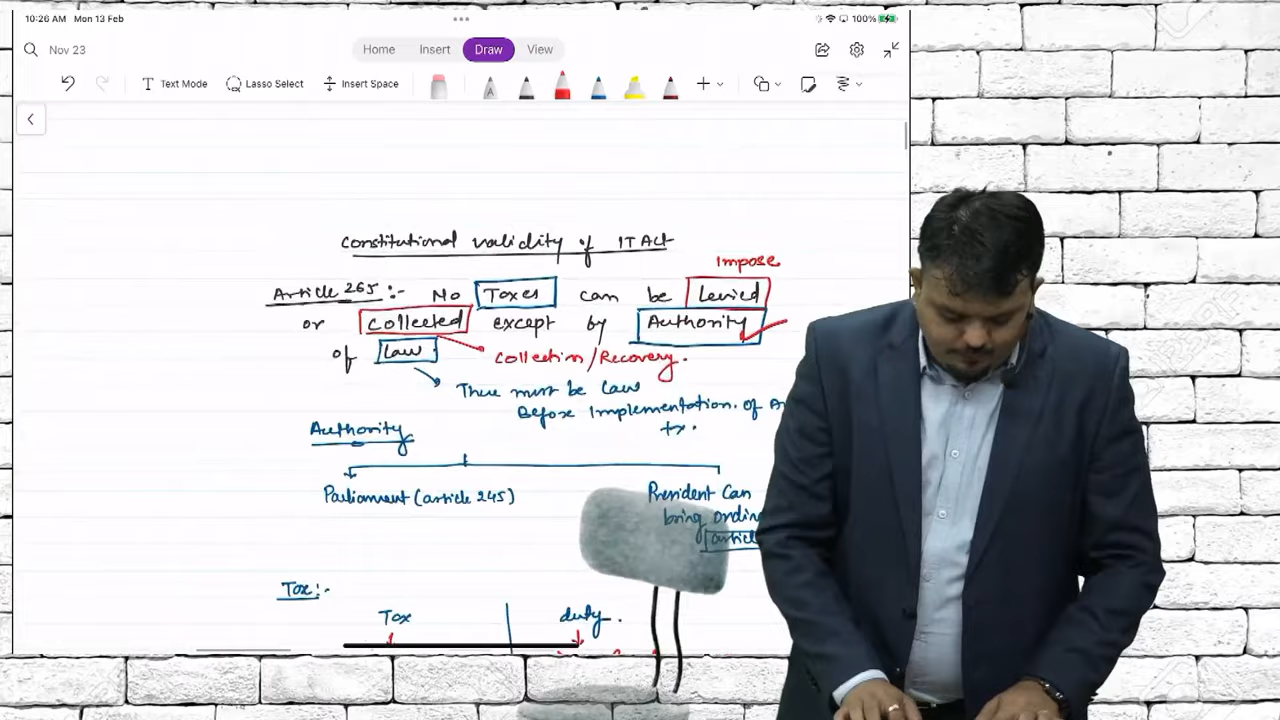 10:26 AM Mon 13 Feb
100%
Nov 23
Home Insert Draw View
Text Mode Lasso Select Insert Space
Constitutional validity of IT Act
Impose
Article 265 :- No Taxes can be Levied
or Collected except by Authority
of Law
Collection/Recovery.
There must be Law
Before Implementation. of
tx.
Authority
Parliament (article 245)
President Can
bring
Tax :-
Tax duty.